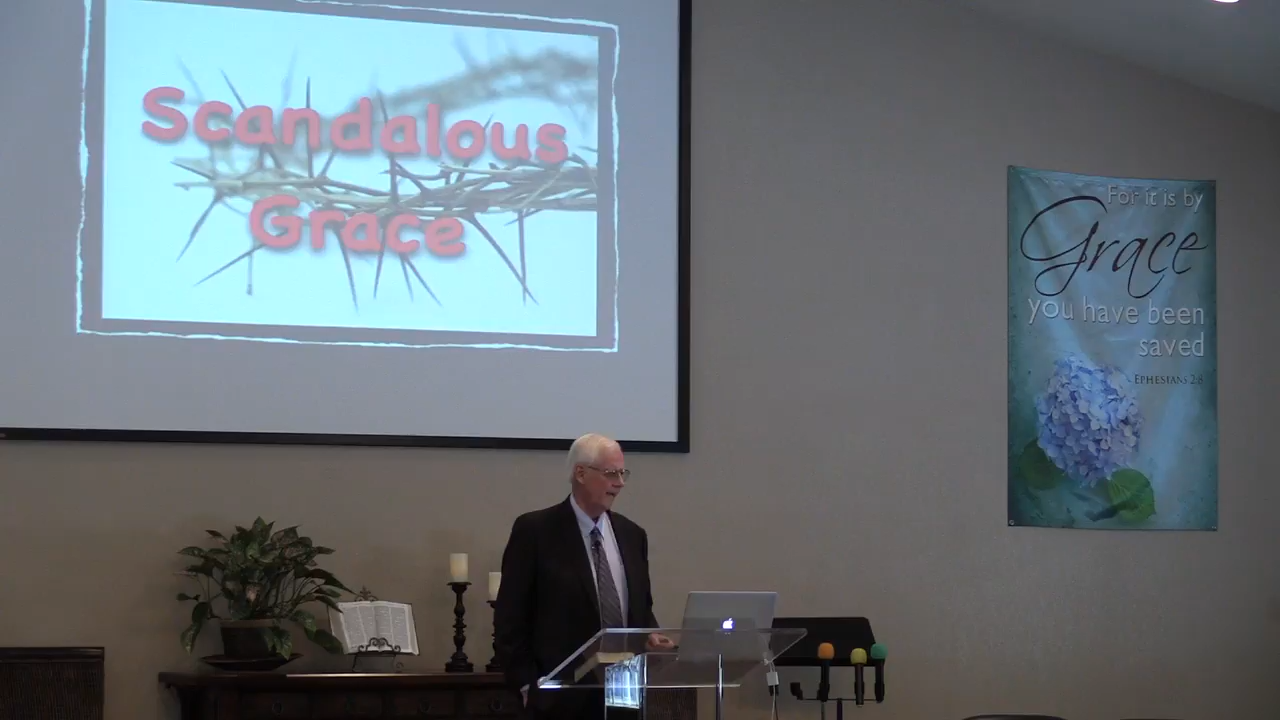 Scandalous
Grace
For it is by
Grace
you have been
saved
EPHESIANS 2:8